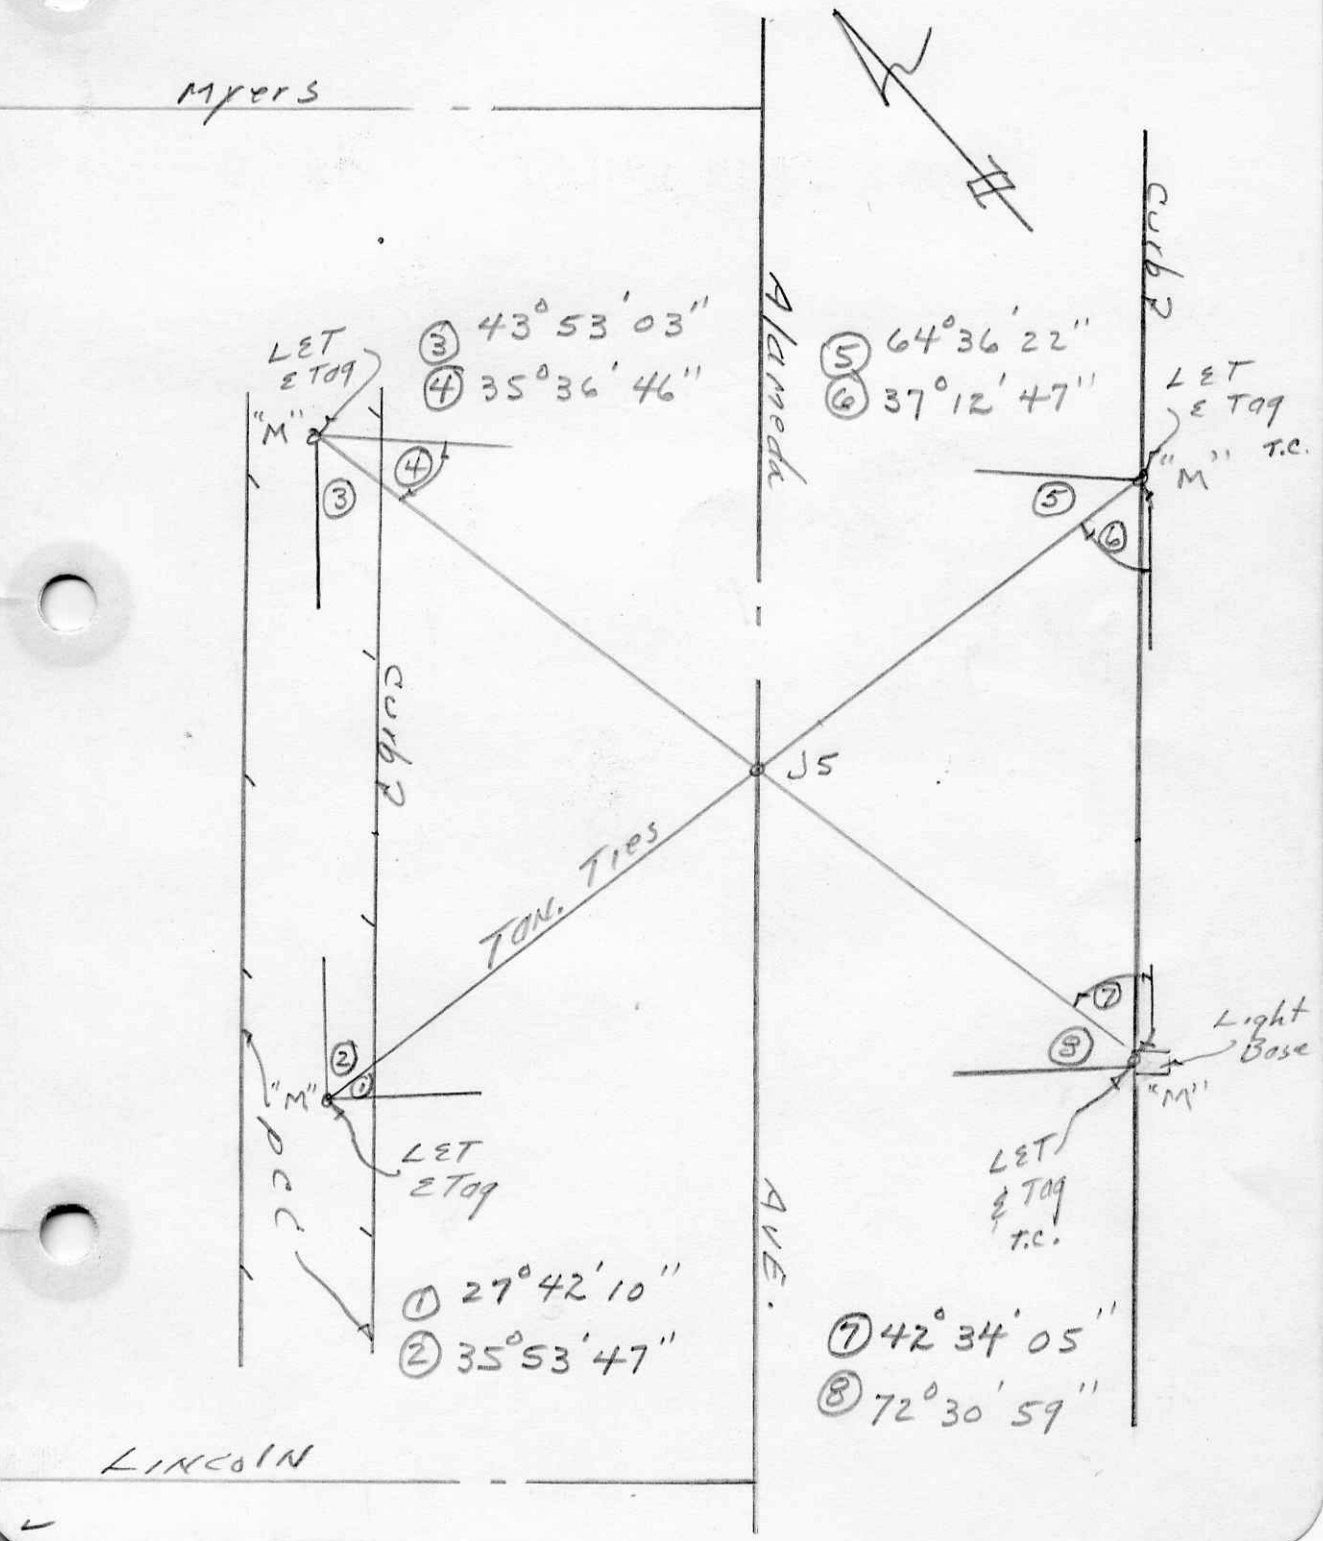 Myers
Curb
Alameda
LET
& Tag
③ 43° 53' 03"
④ 35° 36' 46"
⑤ 64° 36' 22"
⑥ 37° 12' 47"
LET
& Tag
T.C.
"M"
④
③
"M"
⑤
⑥
Curb
J5
Tan. Ties
②
①
"M"
⑦
⑧
Light
Base
"M"
LET
& Tag
LET
& Tag
T.C.
PCC
AVE.
① 27° 42' 10"
② 35° 53' 47"
⑦ 42° 34' 05"
⑧ 72° 30' 59"
LINCOLN